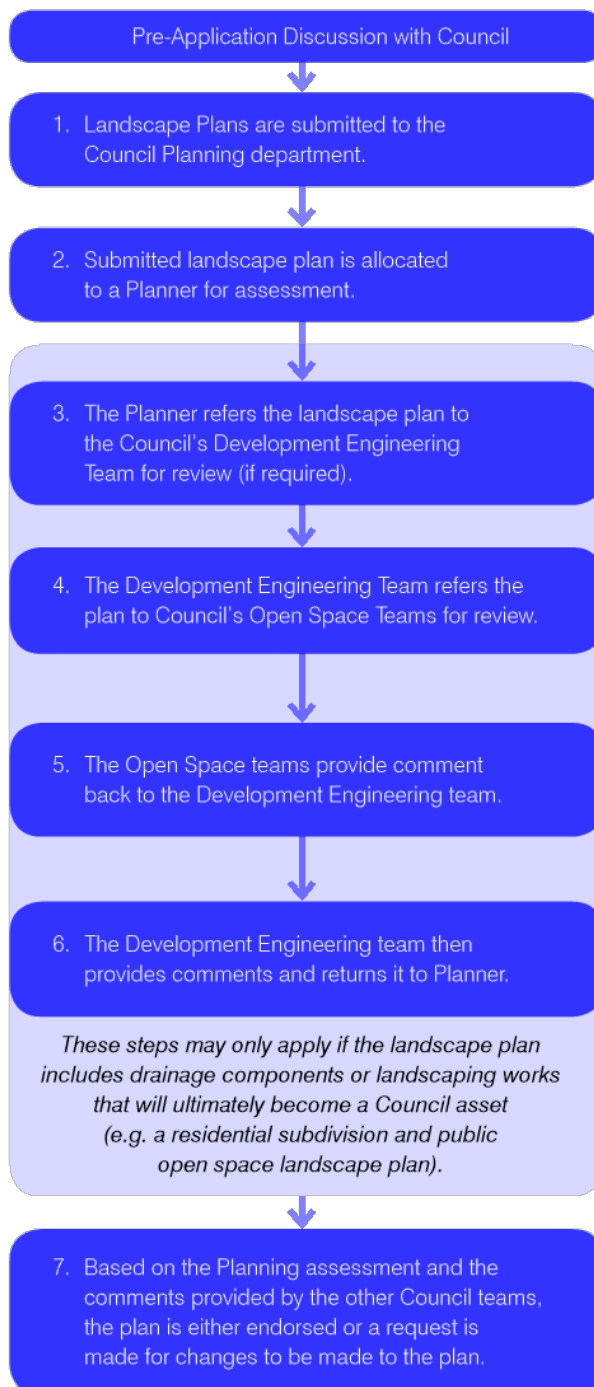 Pre-Application Discussion with Council
1. Landscape Plans are submitted to the
Council Planning department.
2. Submitted landscape plan is allocated
to a Planner for assessment.
3. The Planner refers the landscape plan to
the Council's Development Engineering
Team for review (if required).
4. The Development Engineering Team refers the
plan to Council's Open Space Teams for review.
5. The Open Space teams provide comment
back to the Development Engineering team.
6. The Development Engineering team then
provides comments and returns it to Planner.
These steps may only apply if the landscape plan
includes drainage components or landscaping works
that will ultimately become a Council asset
(e.g. a residential subdivision and public
open space landscape plan).
7. Based on the Planning assessment and the
comments provided by the other Council teams,
the plan is either endorsed or a request is
made for changes to be made to the plan.